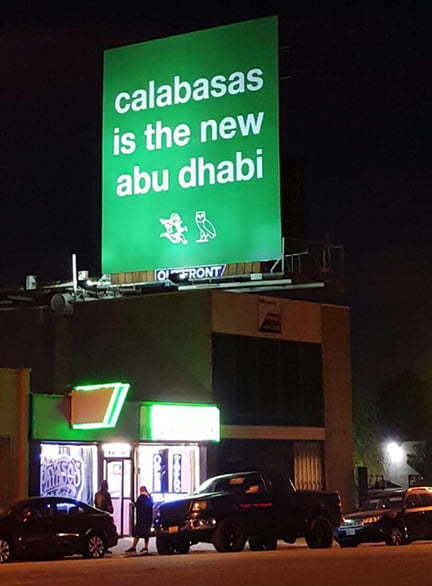 calabasas
is the new
abu dhabi
OUTFRONT/